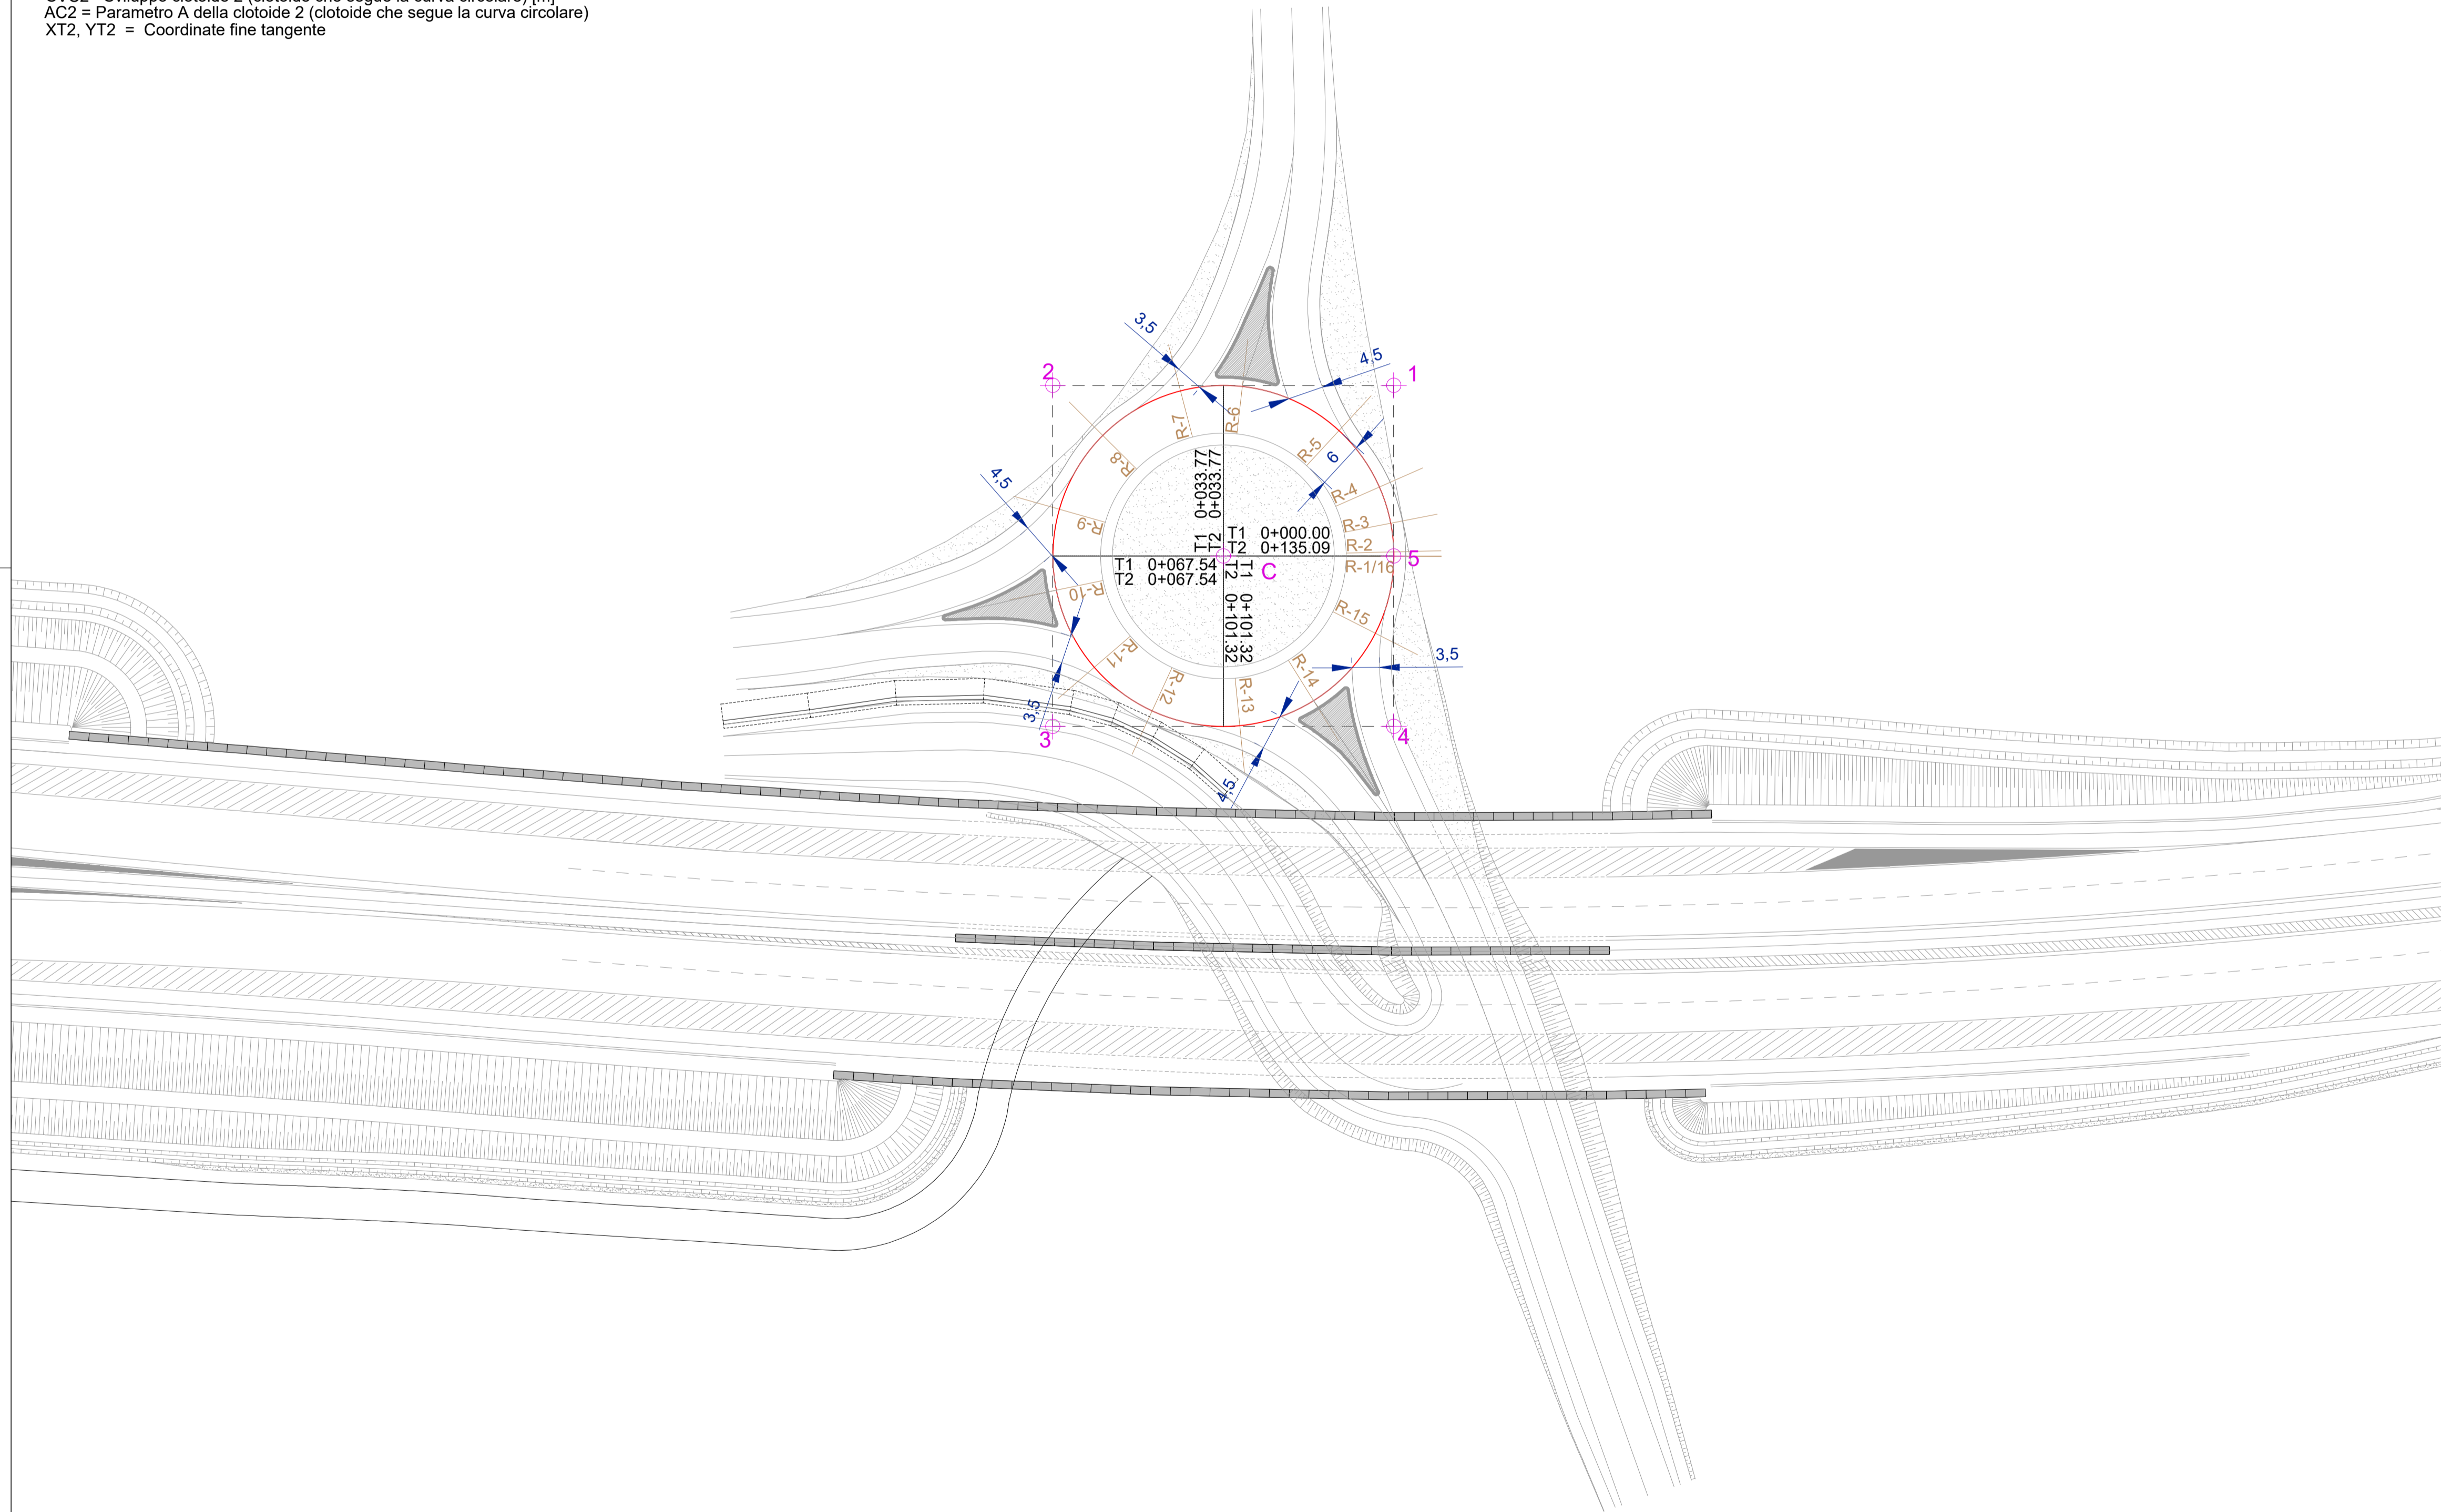 AC2 = Parametro A della clotoide 2 (clotoide che segue la curva circolare)
XT2, YT2 = Coordinate fine tangente
3,5
4,5
2
1
R-7
R-6
R-5
6
R-8
4,5
R-4
R-9
R-3
T1 0+033.77
T2 0+033.77
T1 0+000.00
T2 0+135.09
R-2
5
T1 0+067.54
T2 0+067.54
C
R-1/16
T1 0+101.32
T2 0+101.32
R-10
R-15
R-11
R-14
3,5
R-12
R-13
3,5
3
4
4,5